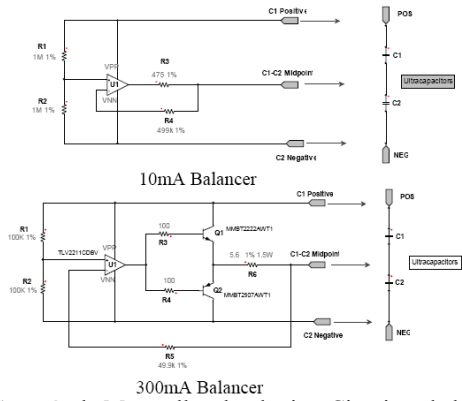 C1 Positive
POS
R1
1M 1%
VPP
U1
VNN
R3
475 1%
C1-C2 Midpoint
C1
Ultracapacitors
R2
1M 1%
R4
499k 1%
C2
C2 Negative
NEG
10mA Balancer
C1 Positive
POS
R1
100K 1%
TLV2211CDBV
VPP
U1
VNN
100
R3
Q1
MMBT2222AWT1
5.6 1% 1.5W
R6
C1-C2 Midpoint
C1
Ultracapacitors
R2
100K 1%
100
R4
Q2
MMBT2907AWT1
C2
R5
49.9k 1%
C2 Negative
NEG
300mA Balancer